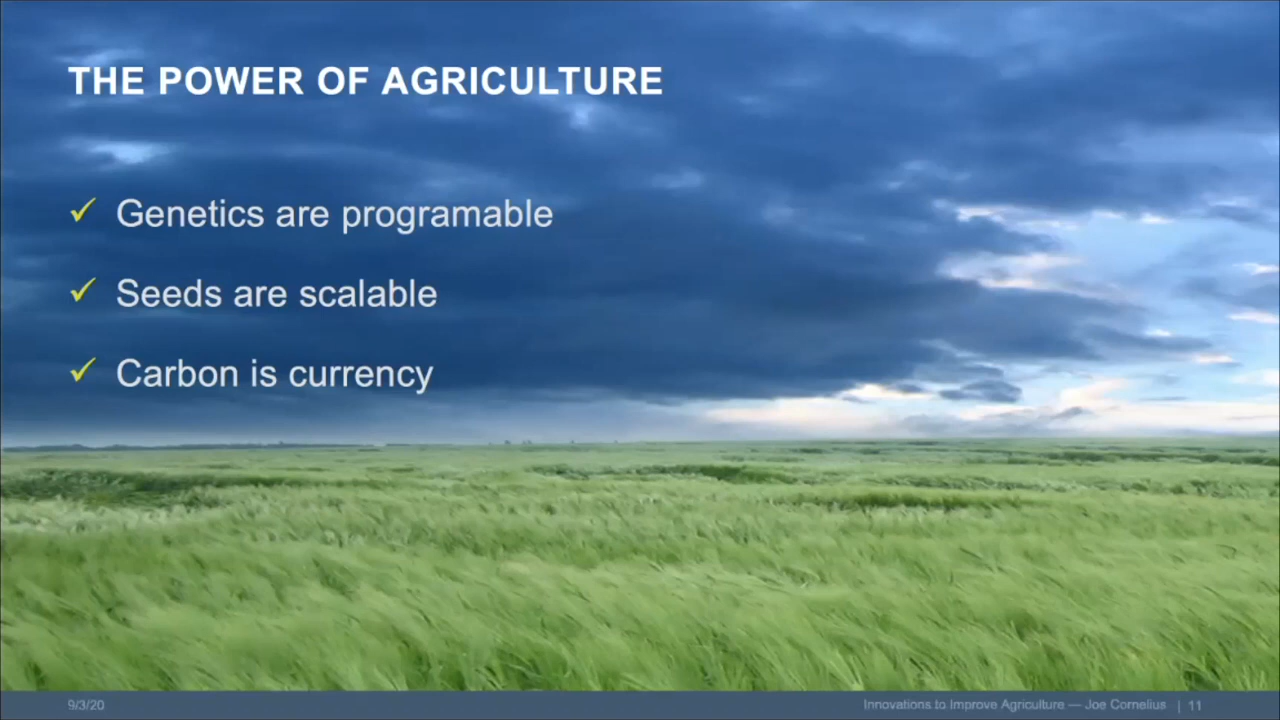 THE POWER OF AGRICULTURE
✓ Genetics are programable
✓ Seeds are scalable
✓ Carbon is currency
9/3/20 Innovations to Improve Agriculture — Joe Cornelius | 11